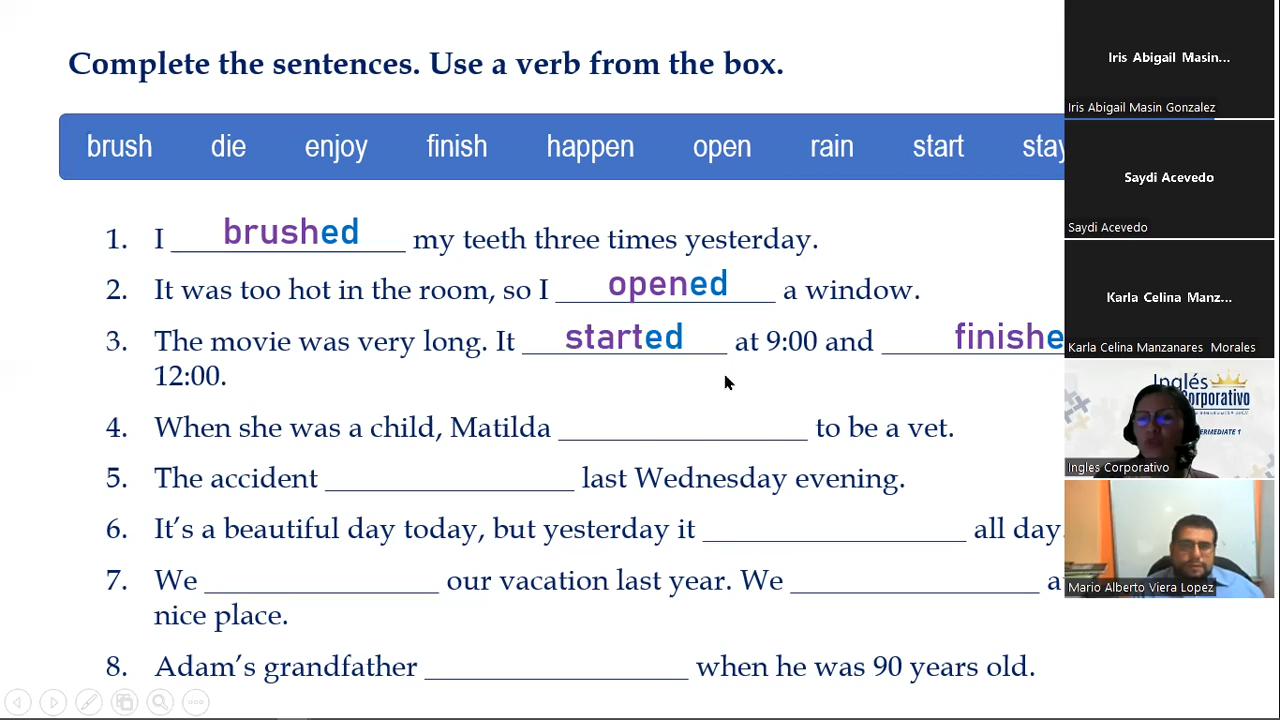 Complete the sentences. Use a verb from the box.
brush die enjoy finish happen open rain start stay
1. I brushed my teeth three times yesterday.
2. It was too hot in the room, so I opened a window.
3. The movie was very long. It started at 9:00 and finishe
12:00.
4. When she was a child, Matilda ______ to be a vet.
5. The accident ______ last Wednesday evening.
6. It’s a beautiful day today, but yesterday it ______ all day.
7. We ______ our vacation last year. We ______ a
nice place.
8. Adam’s grandfather ______ when he was 90 years old.
Iris Abigail Masin...
Iris Abigail Masin Gonzalez
Saydi Acevedo
Saydi Acevedo
Karla Celina Manz...
Karla Celina Manzanares Morales
Inglés
Corporativo
Ingles Corporativo
Mario Alberto Viera Lopez